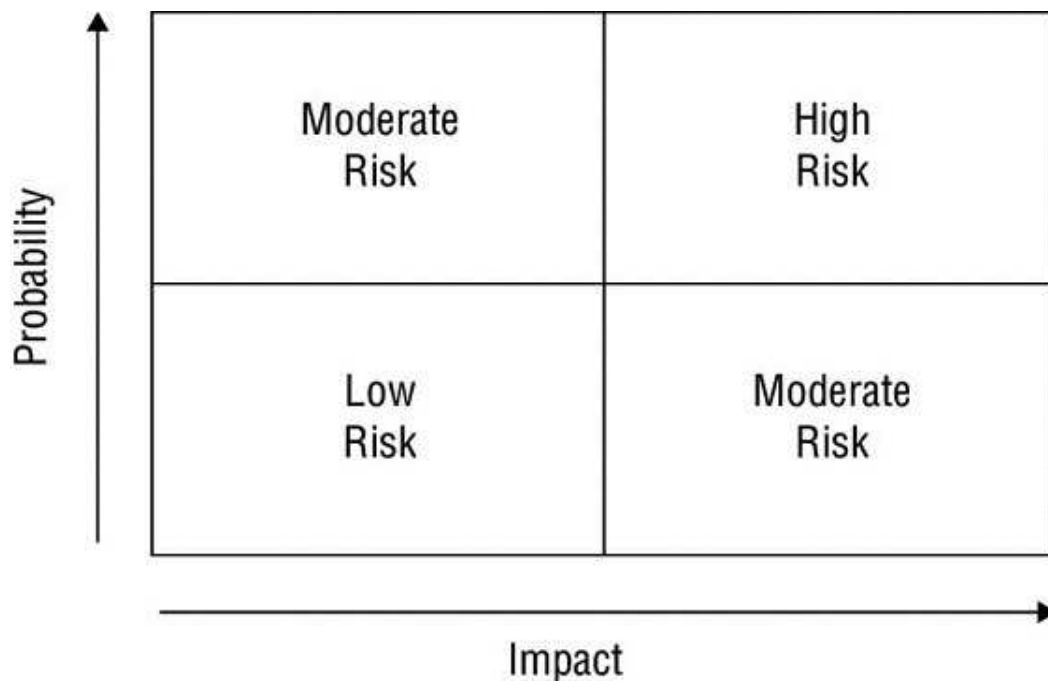 Moderate
Risk
High
Risk
Probability
Low
Risk
Moderate
Risk
Impact